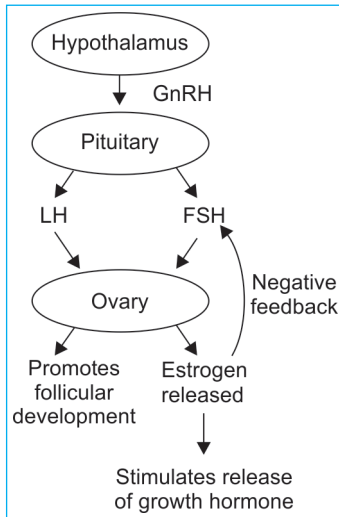 Hypothalamus
GnRH
Pituitary
LH
FSH
Negative
feedback
Ovary
Promotes
follicular
development
Estrogen
released
Stimulates release
of growth hormone